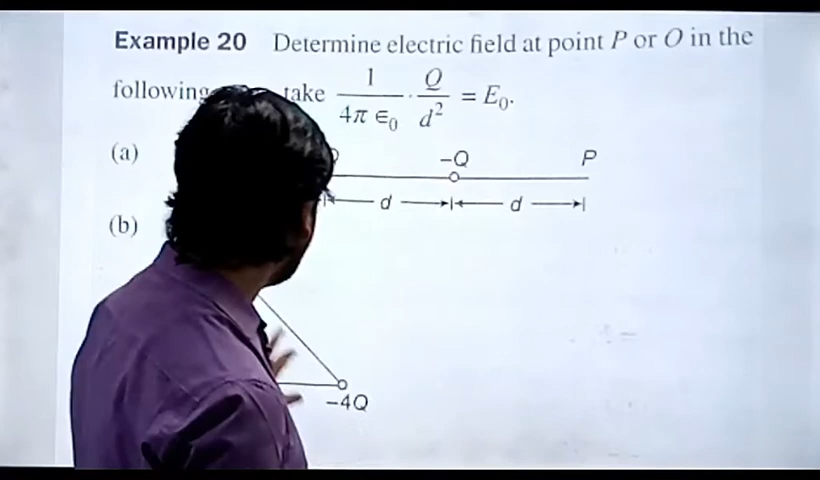 Example 20 Determine electric field at point P or O in the
following take 1/(4π ∈₀) · Q/d² = E₀.
(a) -Q P
d d
(b)
-4Q